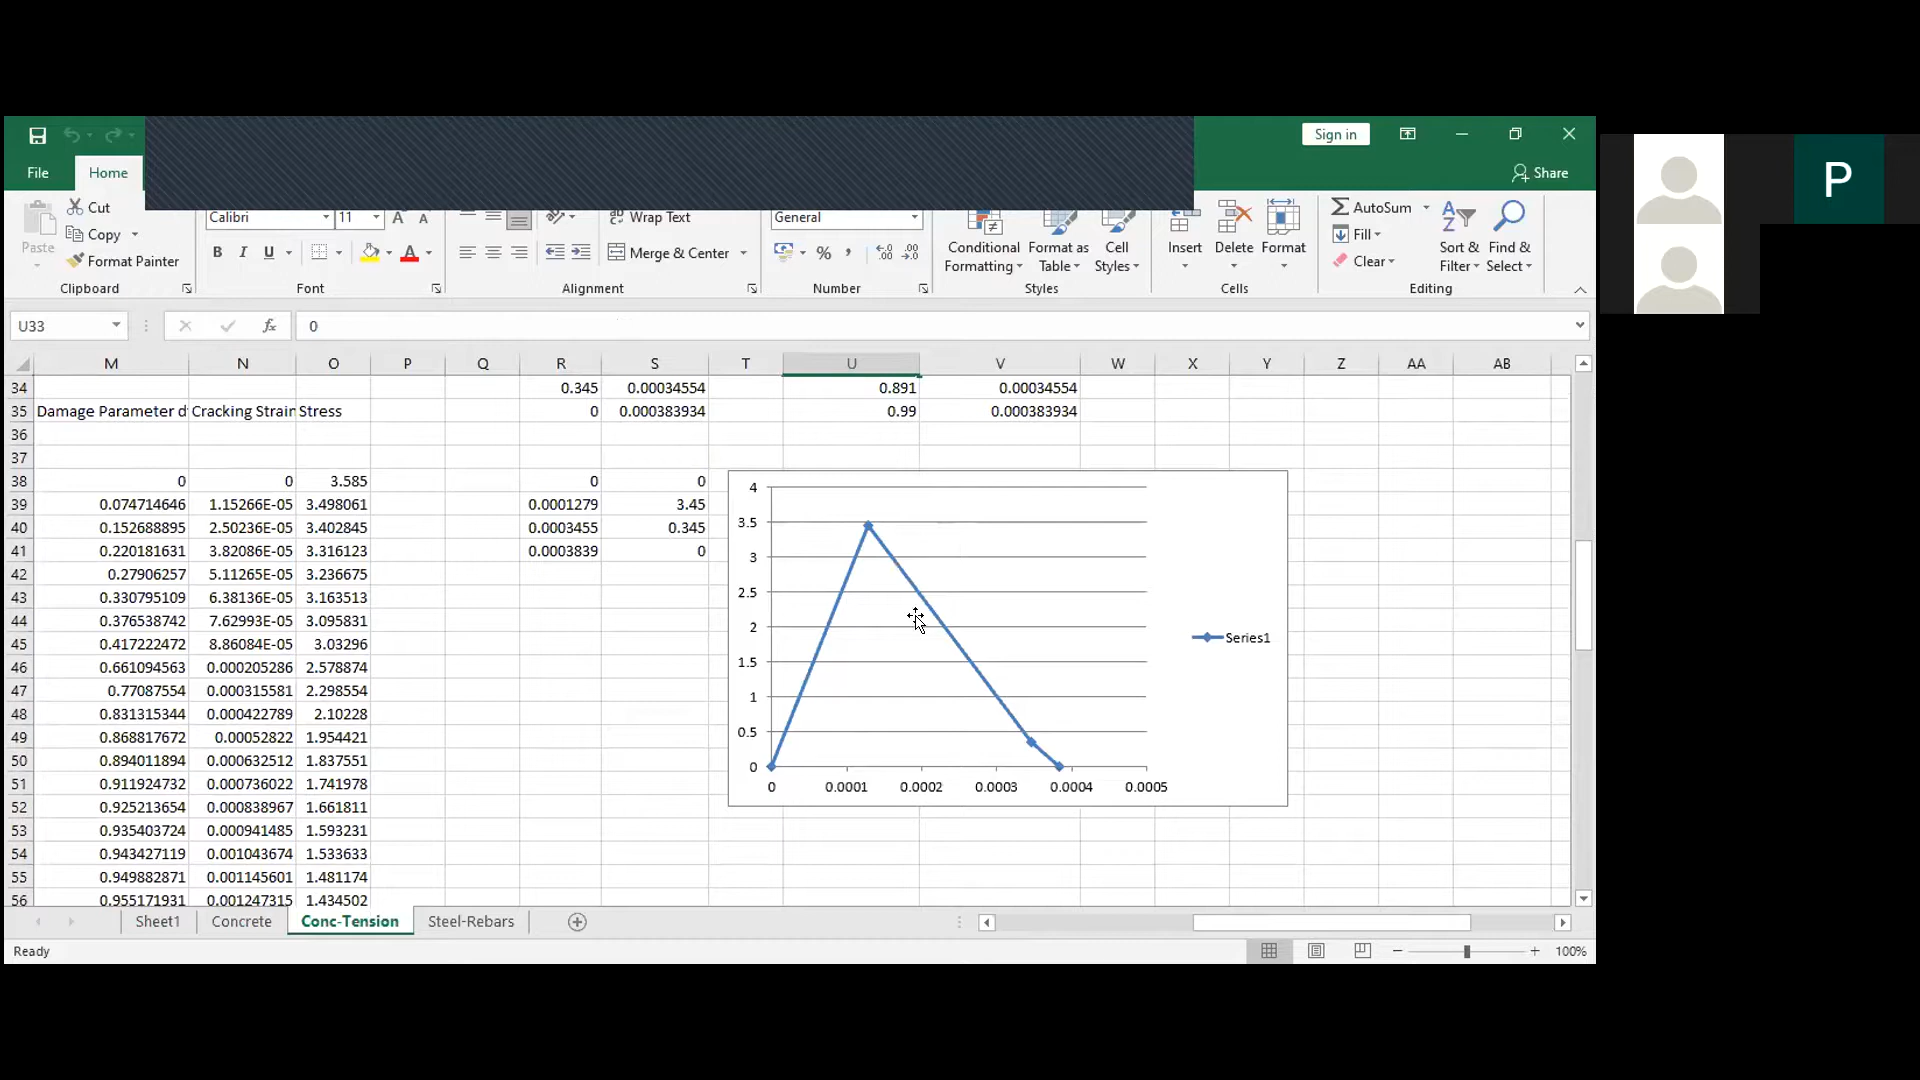 Sign in
P
File Home Share
Cut
Copy
Format Painter
Paste
Clipboard
Calibri 11 A A
B I U A
Font
Wrap Text
Merge & Center
Alignment
General
% ,
Number
Conditional Formatting
Format as Table
Cell Styles
Styles
Insert Delete Format
Cells
AutoSum
Fill
Clear
Sort & Filter
Find & Select
Editing
U33 fx 0
M N O P Q R S T U V W X Y Z AA AB
34 0.345 0.00034554 0.891 0.00034554
35 Damage Parameter d Cracking Strain Stress 0 0.000383934 0.99 0.000383934
36
37
38 0 0 3.585 0 0
39 0.074714646 1.15266E-05 3.498061 0.0001279 3.45
40 0.152688895 2.50236E-05 3.402845 0.0003455 0.345
41 0.220181631 3.82086E-05 3.316123 0.0003839 0
42 0.27906257 5.11265E-05 3.236675
43 0.330795109 6.38136E-05 3.163513
44 0.376538742 7.62993E-05 3.095831
45 0.417222472 8.86084E-05 3.03296
46 0.661094563 0.000205286 2.578874
47 0.77087554 0.000315581 2.298554
48 0.831315344 0.000422789 2.10228
49 0.868817672 0.00052822 1.954421
50 0.894011894 0.000632512 1.837551
51 0.911924732 0.000736022 1.741978
52 0.925213654 0.000838967 1.661811
53 0.935403724 0.000941485 1.593231
54 0.943427119 0.001043674 1.533633
55 0.949882871 0.001145601 1.481174
56 0.955171931 0.001247315 1.434502
4
3.5
3
2.5
2
1.5
1
0.5
0
0 0.0001 0.0002 0.0003 0.0004 0.0005
Series1
Sheet1 Concrete Conc-Tension Steel-Rebars
Ready 100%